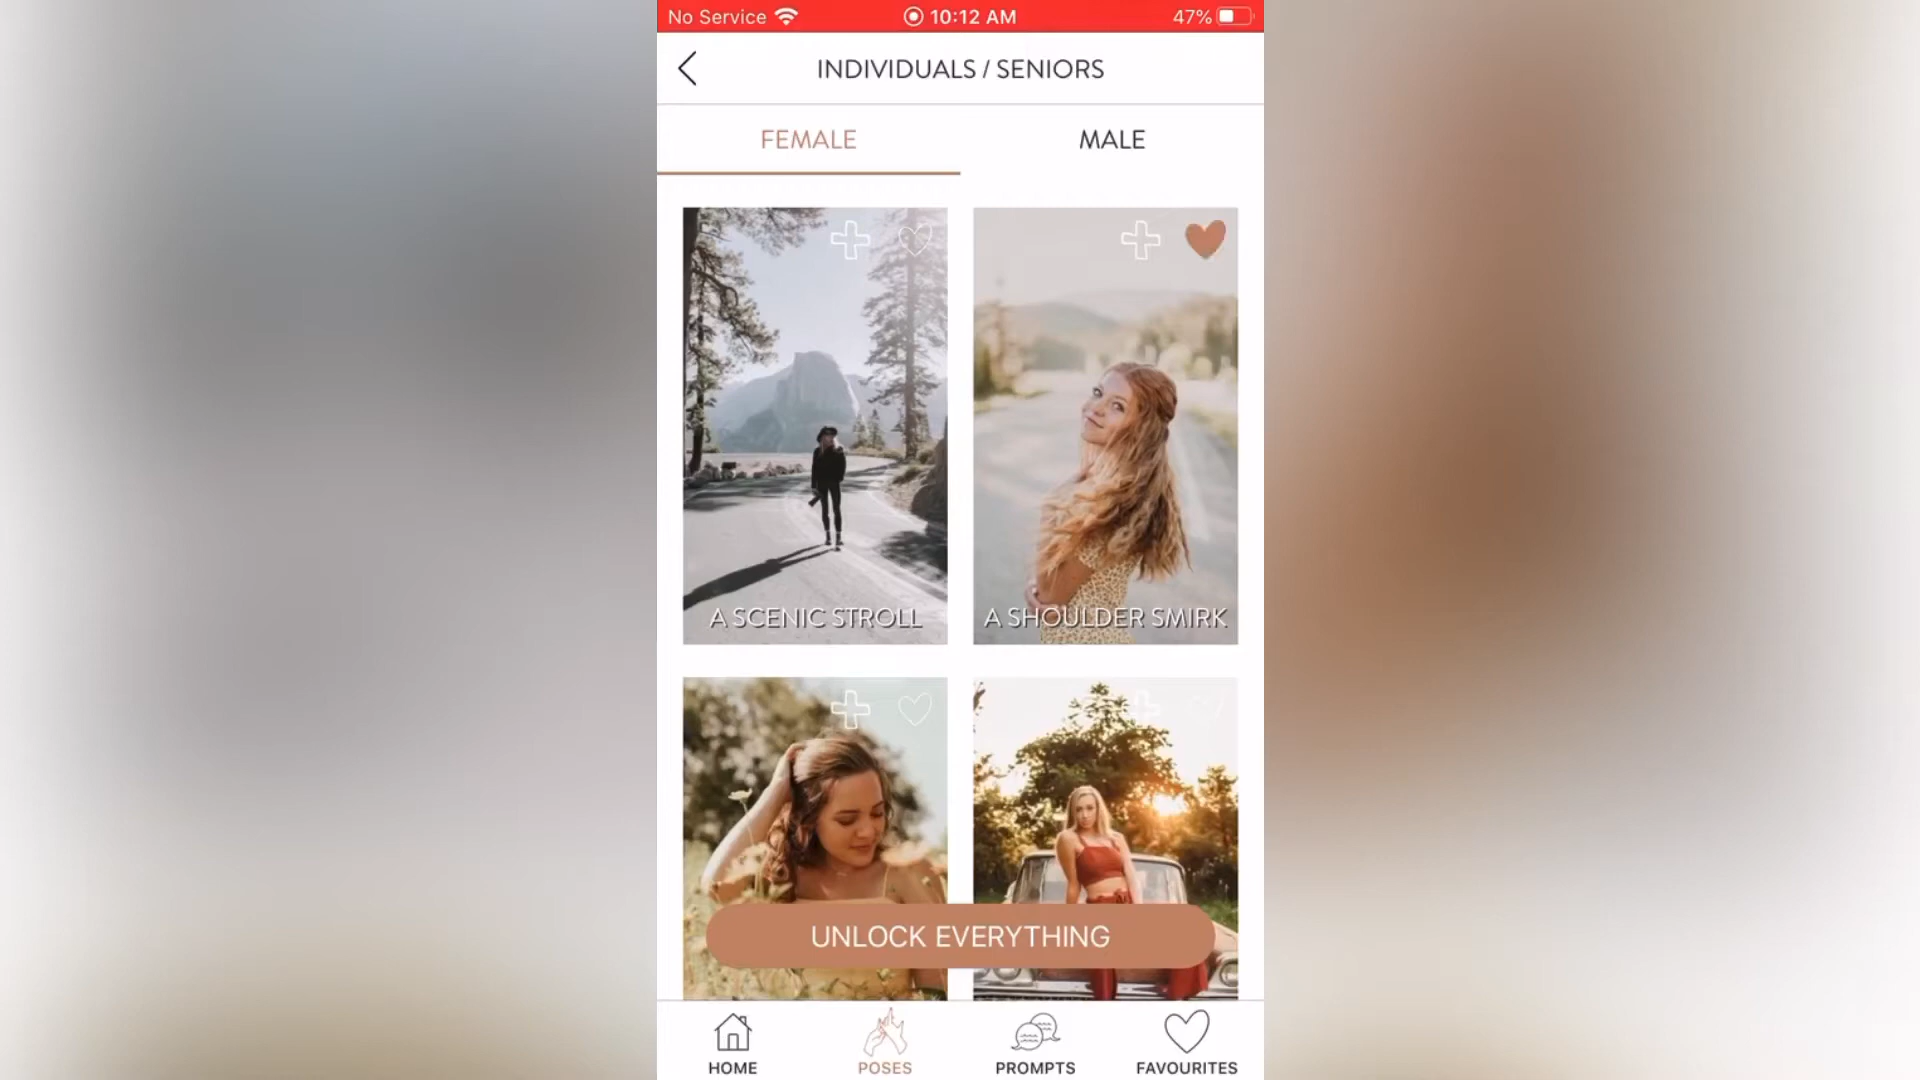 No Service 10:12 AM 47%
INDIVIDUALS / SENIORS
FEMALE MALE
A SCENIC STROLL A SHOULDER SMIRK
UNLOCK EVERYTHING
HOME POSES PROMPTS FAVOURITES